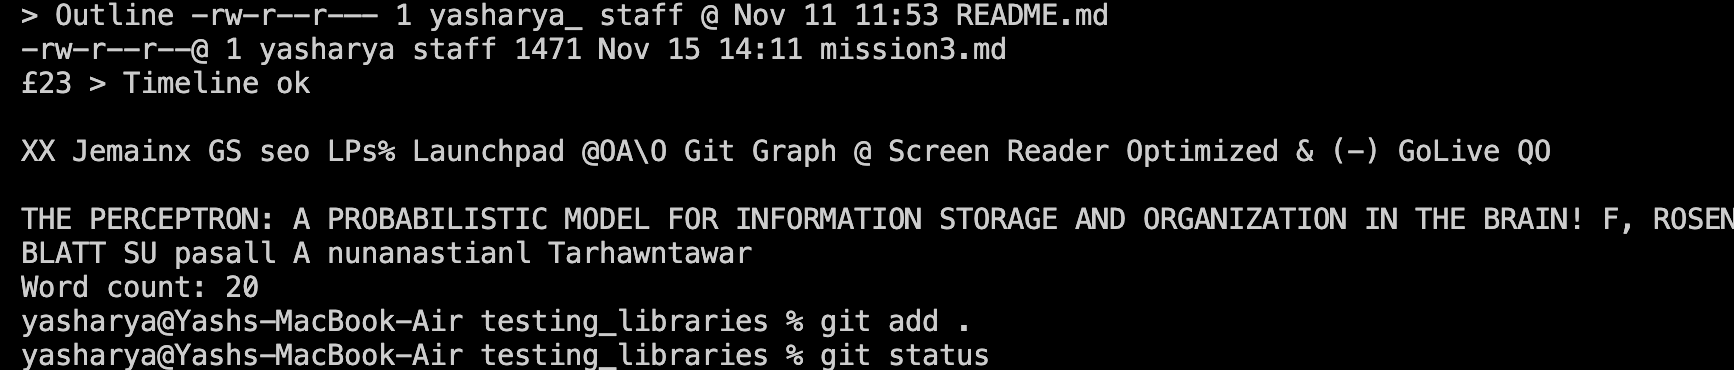 > Outline -rw-r--r--- 1 yasharya_ staff @ Nov 11 11:53 README.md
-rw-r--r--@ 1 yasharya staff 1471 Nov 15 14:11 mission3.md
£23 > Timeline ok
XX Jemainx GS seo LPs% Launchpad @OA\O Git Graph @ Screen Reader Optimized & (-) GoLive QO
THE PERCEPTRON: A PROBABILISTIC MODEL FOR INFORMATION STORAGE AND ORGANIZATION IN THE BRAIN! F, ROSEN
BLATT SU pasall A nunanastianl Tarhawntawar
Word count: 20
yasharya@Yashs-MacBook-Air testing_libraries % git add .
yasharya@Yashs-MacBook-Air testing_libraries % git status